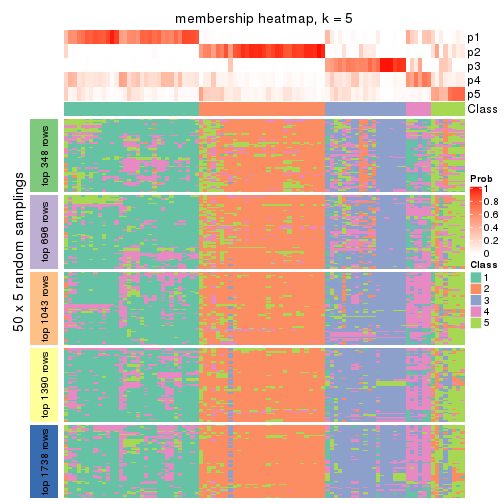 membership heatmap, k = 5
p1
p2
p3
p4
p5
Class
50 x 5 random samplings
top 348 rows
top 696 rows
top 1043 rows
top 1390 rows
top 1738 rows
Prob
1
0.8
0.6
0.4
0.2
0
Class
1
2
3
4
5